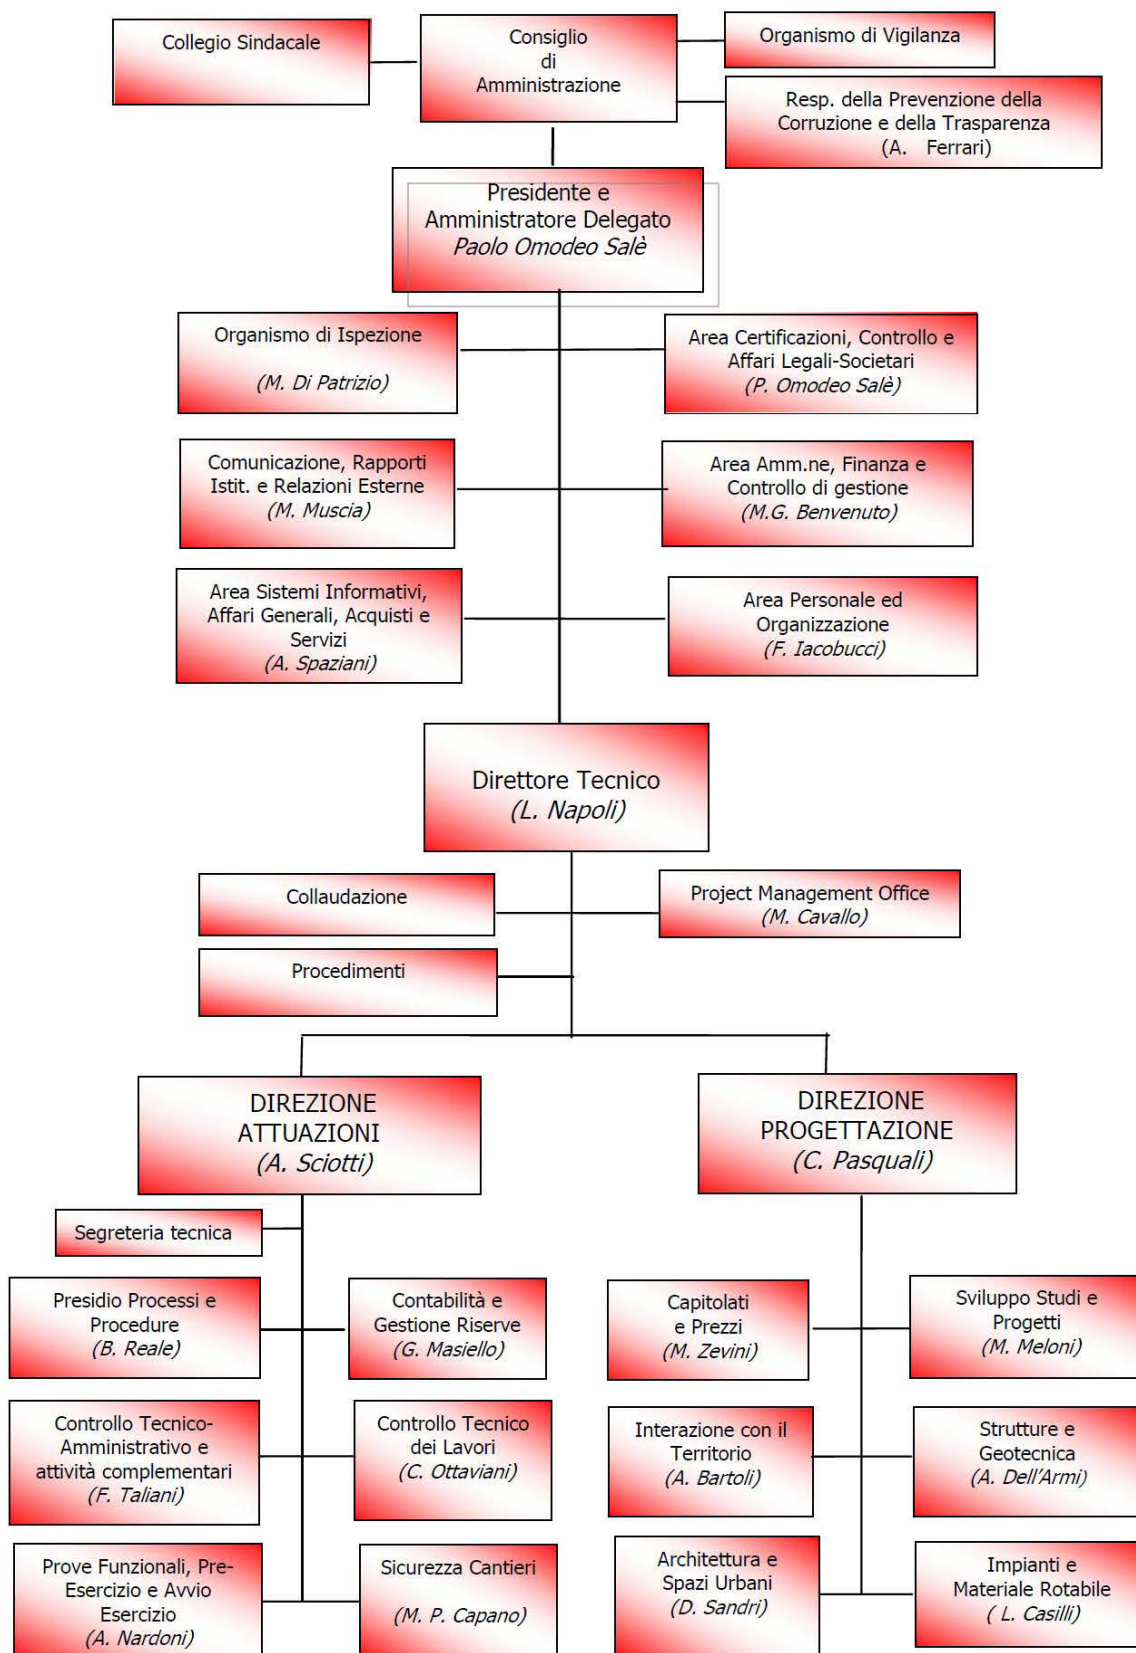 Collegio Sindacale
Consiglio
di
Amministrazione
Organismo di Vigilanza
Resp. della Prevenzione della
Corruzione e della Trasparenza
(A. Ferrari)
Presidente e
Amministratore Delegato
Paolo Omodeo Salè
Organismo di Ispezione
(M. Di Patrizio)
Area Certificazioni, Controllo e
Affari Legali-Societari
(P. Omodeo Salè)
Comunicazione, Rapporti
Istit. e Relazioni Esterne
(M. Muscia)
Area Amm.ne, Finanza e
Controllo di gestione
(M.G. Benvenuto)
Area Sistemi Informativi,
Affari Generali, Acquisti e
Servizi
(A. Spaziani)
Area Personale ed
Organizzazione
(F. Iacobucci)
Direttore Tecnico
(L. Napoli)
Collaudazione
Project Management Office
(M. Cavallo)
Procedimenti
DIREZIONE
ATTUAZIONI
(A. Sciotti)
DIREZIONE
PROGETTAZIONE
(C. Pasquali)
Segreteria tecnica
Presidio Processi e
Procedure
(B. Reale)
Contabilità e
Gestione Riserve
(G. Masiello)
Capitolati
e Prezzi
(M. Zevini)
Sviluppo Studi e
Progetti
(M. Meloni)
Controllo Tecnico-
Amministrativo e
attività complementari
(F. Taliani)
Controllo Tecnico
dei Lavori
(C. Ottaviani)
Interazione con il
Territorio
(A. Bartoli)
Strutture e
Geotecnica
(A. Dell'Armi)
Prove Funzionali, Pre-
Esercizio e Avvio
Esercizio
(A. Nardoni)
Sicurezza Cantieri
(M. P. Capano)
Architettura e
Spazi Urbani
(D. Sandri)
Impianti e
Materiale Rotabile
( L. Casilli)